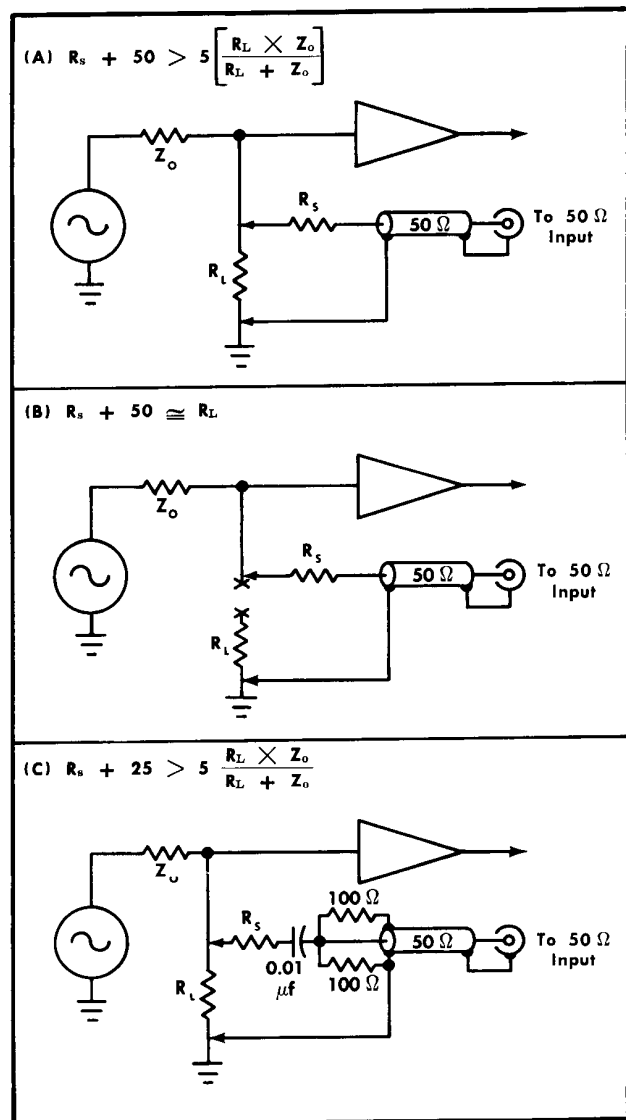 (A) Rs + 50 > 5 [ RL × Zo / RL + Zo ]
Zo
Rs
50 Ω
To 50 Ω
Input
RL
(B) Rs + 50 ≅ RL
Zo
Rs
50 Ω
To 50 Ω
Input
RL
(C) Rs + 25 > 5 RL × Zo / RL + Zo
Zo
100 Ω
Rs
50 Ω
To 50 Ω
Input
0.01
μf
100 Ω
RL